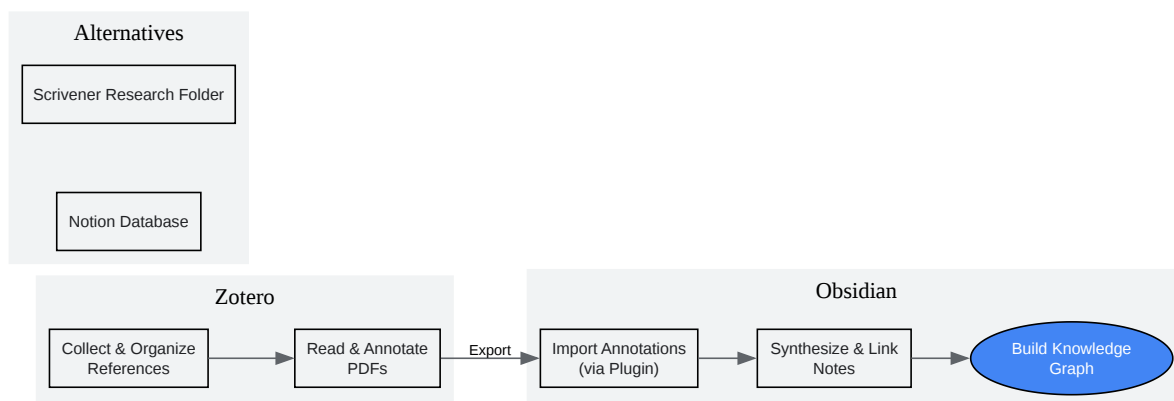 Alternatives
Scrivener Research Folder
Notion Database
Zotero
Collect & Organize
References
Read & Annotate
PDFs
Export
Obsidian
Import Annotations
(via Plugin)
Synthesize & Link
Notes
Build Knowledge
Graph